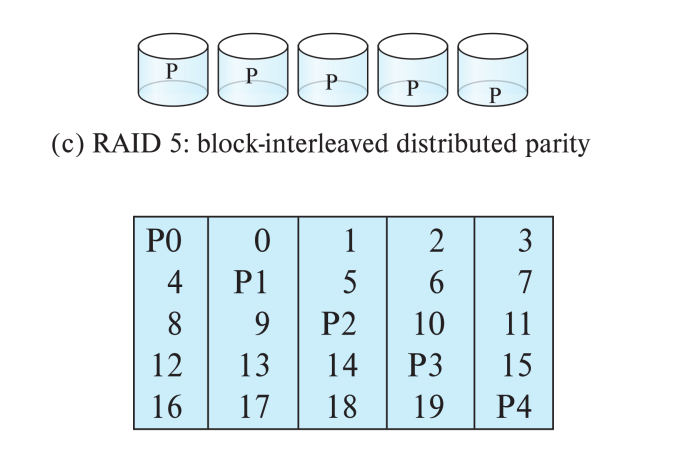 P P P P P
(c) RAID 5: block-interleaved distributed parity
P0 0 1 2 3
4 P1 5 6 7
8 9 P2 10 11
12 13 14 P3 15
16 17 18 19 P4